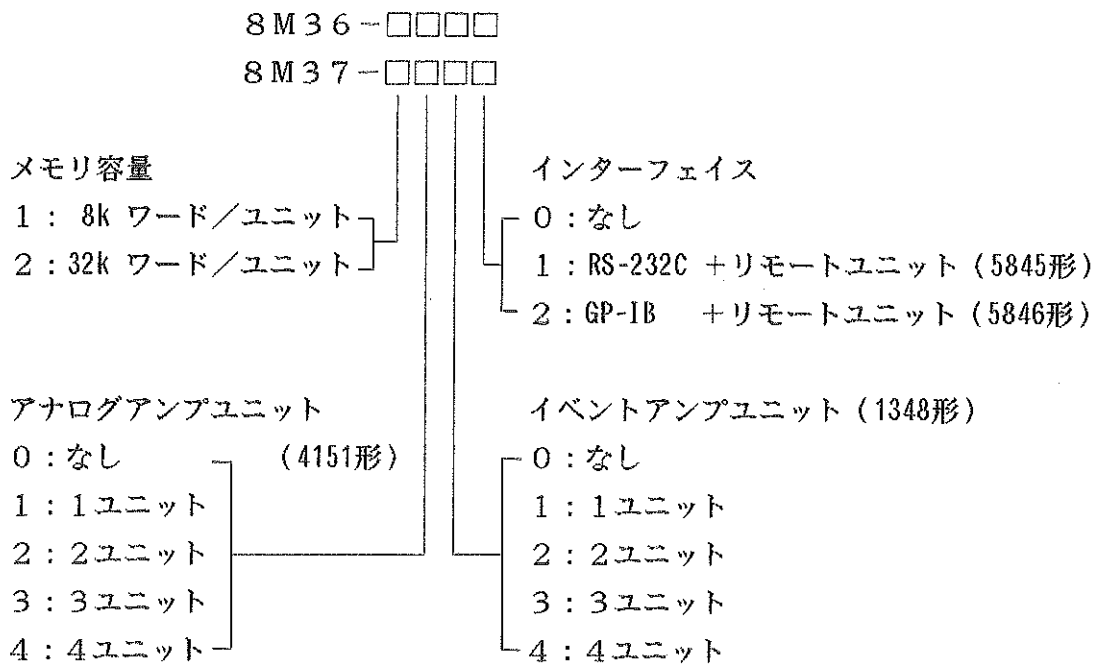 ８Ｍ３６－□□□□
８Ｍ３７－□□□□
メモリ容量
１： 8k ワード／ユニット
２：32k ワード／ユニット
インターフェイス
０：なし
１：RS-232C ＋リモートユニット（5845形）
２：GP-IB ＋リモートユニット（5846形）
アナログアンプユニット
０：なし （4151形）
１：１ユニット
２：２ユニット
３：３ユニット
４：４ユニット
イベントアンプユニット（1348形）
０：なし
１：１ユニット
２：２ユニット
３：３ユニット
４：４ユニット